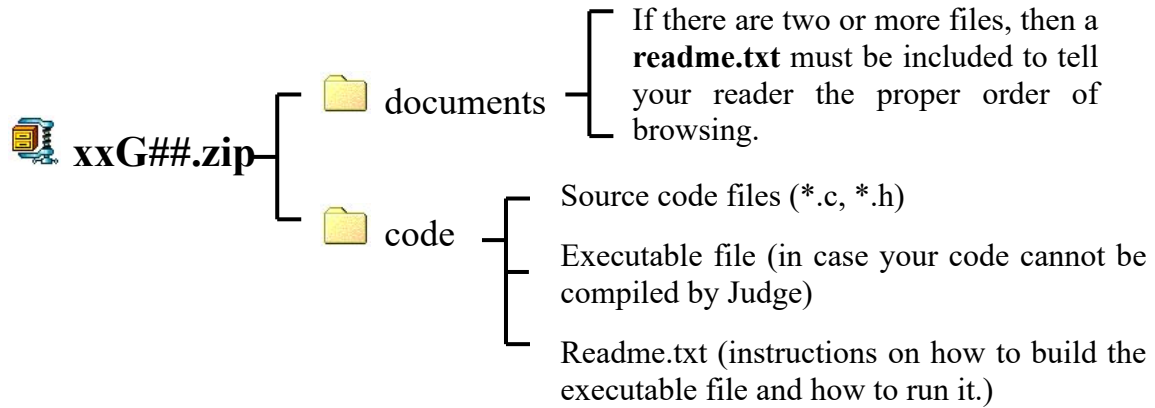 If there are two or more files, then a
readme.txt must be included to tell
your reader the proper order of
browsing.
documents
xxG##.zip
code
Source code files (*.c, *.h)
Executable file (in case your code cannot be
compiled by Judge)
Readme.txt (instructions on how to build the
executable file and how to run it.)